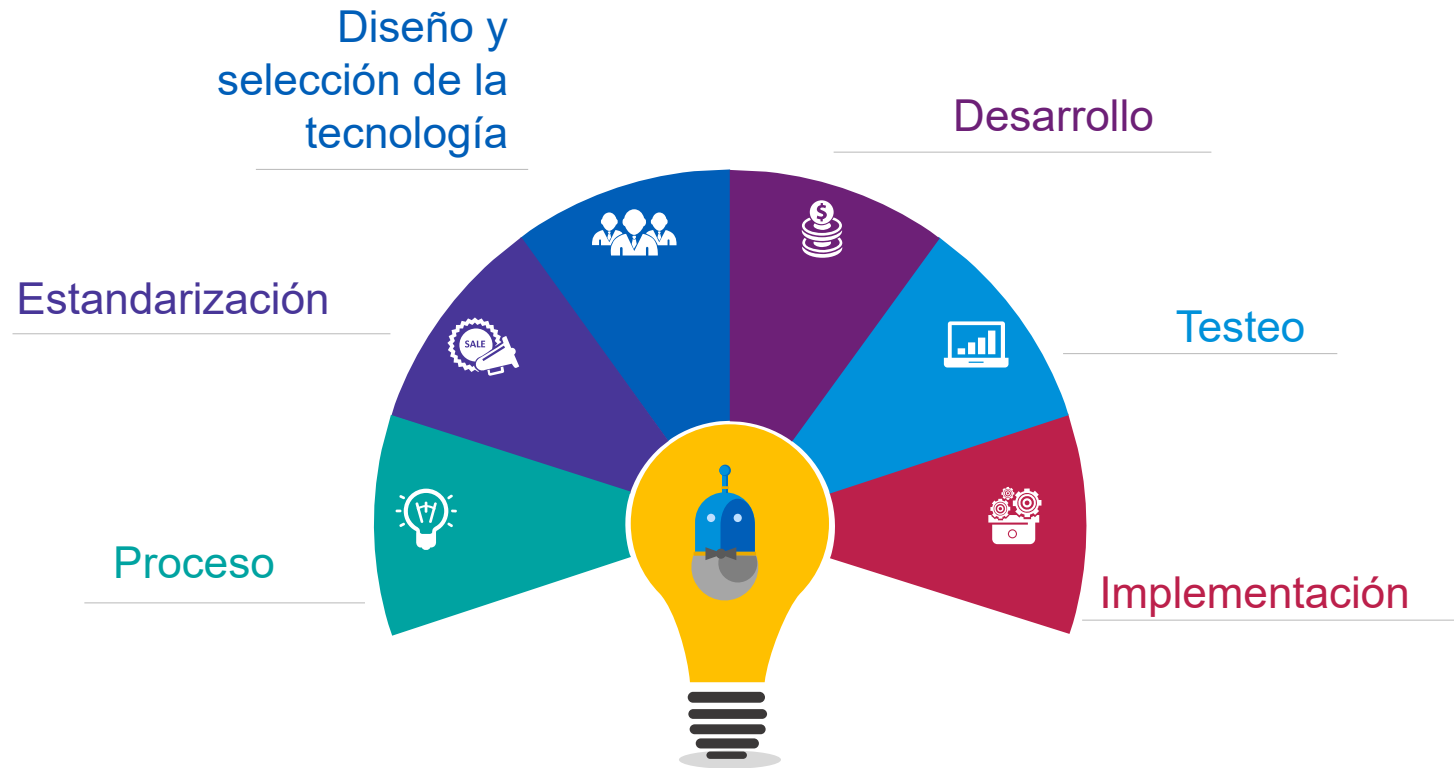 Diseño y
selección de la
tecnología
Desarrollo
Estandarización
Testeo
Proceso
Implementación
SALE
$